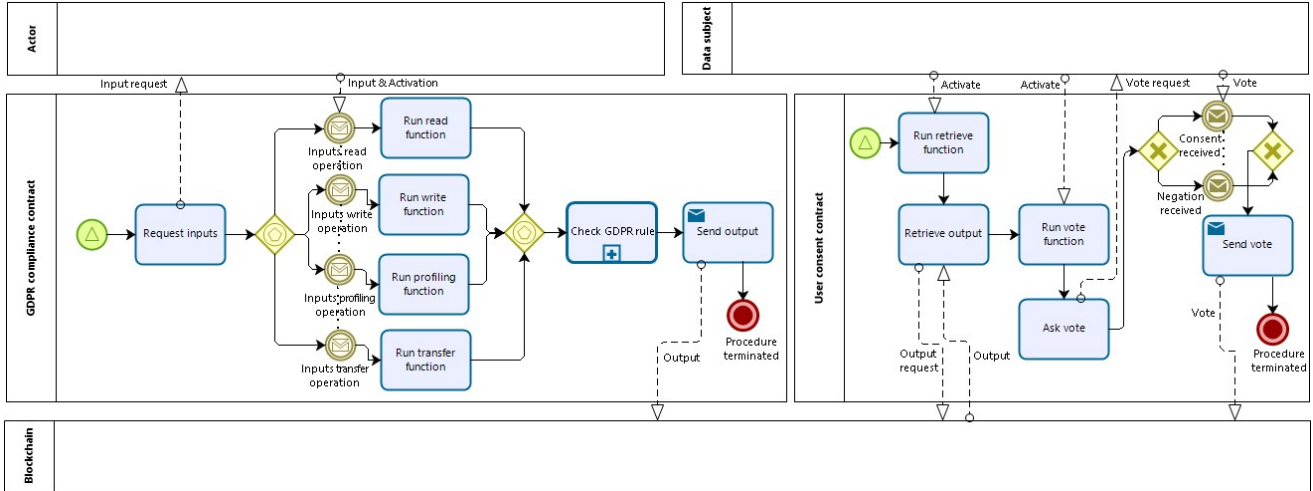 Actor
Data subject
Input request
Input & Activation
Activate
Activate
Vote request
Vote
GDPR compliance contract
Request inputs
Inputs read
operation
Inputs write
operation
Inputs profiling
operation
Inputs transfer
operation
Run read
function
Run write
function
Run profiling
function
Run transfer
function
Check GDPR rule
Send output
Procedure
terminated
Output
User consent contract
Run retrieve
function
Retrieve output
Run vote
function
Ask vote
Consent
received
Negation
received
Send vote
Vote
Procedure
terminated
Output
request
Output
Blockchain